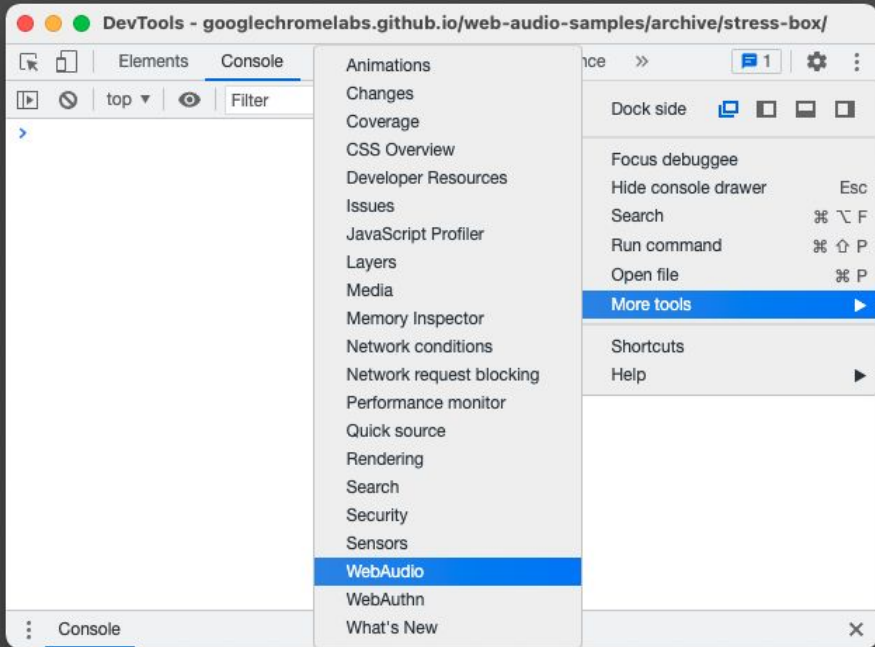 DevTools - googlechromelabs.github.io/web-audio-samples/archive/stress-box/
Elements Console nce » 1
top ▼ Filter
Animations
Changes
Coverage
CSS Overview
Developer Resources
Issues
JavaScript Profiler
Layers
Media
Memory Inspector
Network conditions
Network request blocking
Performance monitor
Quick source
Rendering
Search
Security
Sensors
WebAudio
WebAuthn
What's New
Dock side
Focus debuggee
Hide console drawer Esc
Search ⌘ ⌥ F
Run command ⌘ ⇧ P
Open file ⌘ P
More tools ▶
Shortcuts
Help ▶
Console